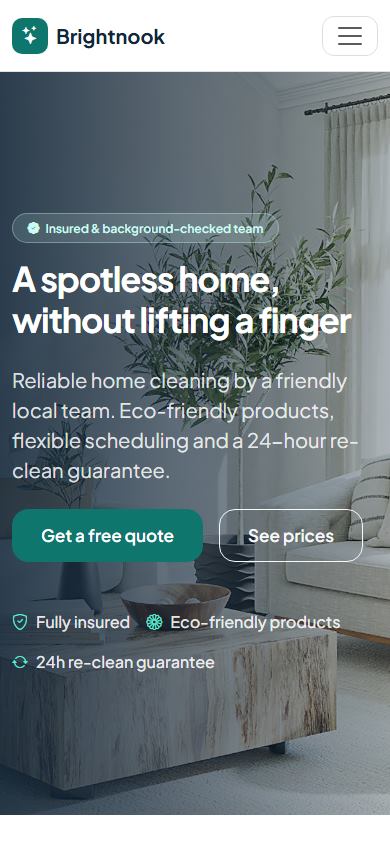 Brightnook
Insured & background-checked team
A spotless home,
without lifting a finger
Reliable home cleaning by a friendly
local team. Eco-friendly products,
flexible scheduling and a 24-hour re-
clean guarantee.
Get a free quote
See prices
Fully insured
Eco-friendly products
24h re-clean guarantee